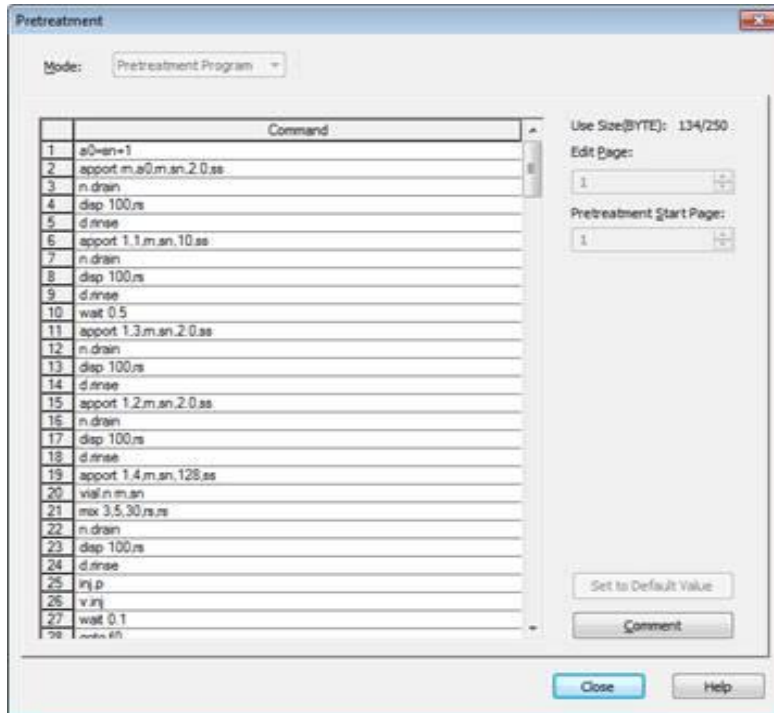 Pretreatment
Mode: Pretreatment Program
Command
1 a0=sn+1
2 apport m,a0,m,sn,2.0,ss
3 n.drain
4 disp 100,rs
5 d.rinse
6 apport 1,1,m,sn,10,ss
7 n.drain
8 disp 100,rs
9 d.rinse
10 wait 0.5
11 apport 1,3,m,sn,2.0,ss
12 n.drain
13 disp 100,rs
14 d.rinse
15 apport 1,2,m,sn,2.0,ss
16 n.drain
17 disp 100,rs
18 d.rinse
19 apport 1,4,m,sn,128,ss
20 vial.n m,sn
21 mix 3,5,30,rs,rs
22 n.drain
23 disp 100,rs
24 d.rinse
25 inj.p
26 v.inj
27 wait 0.1
28 goto f0
Use Size(BYTE): 134/250
Edit Page:
1
Pretreatment Start Page:
1
Set to Default Value
Comment
Close Help